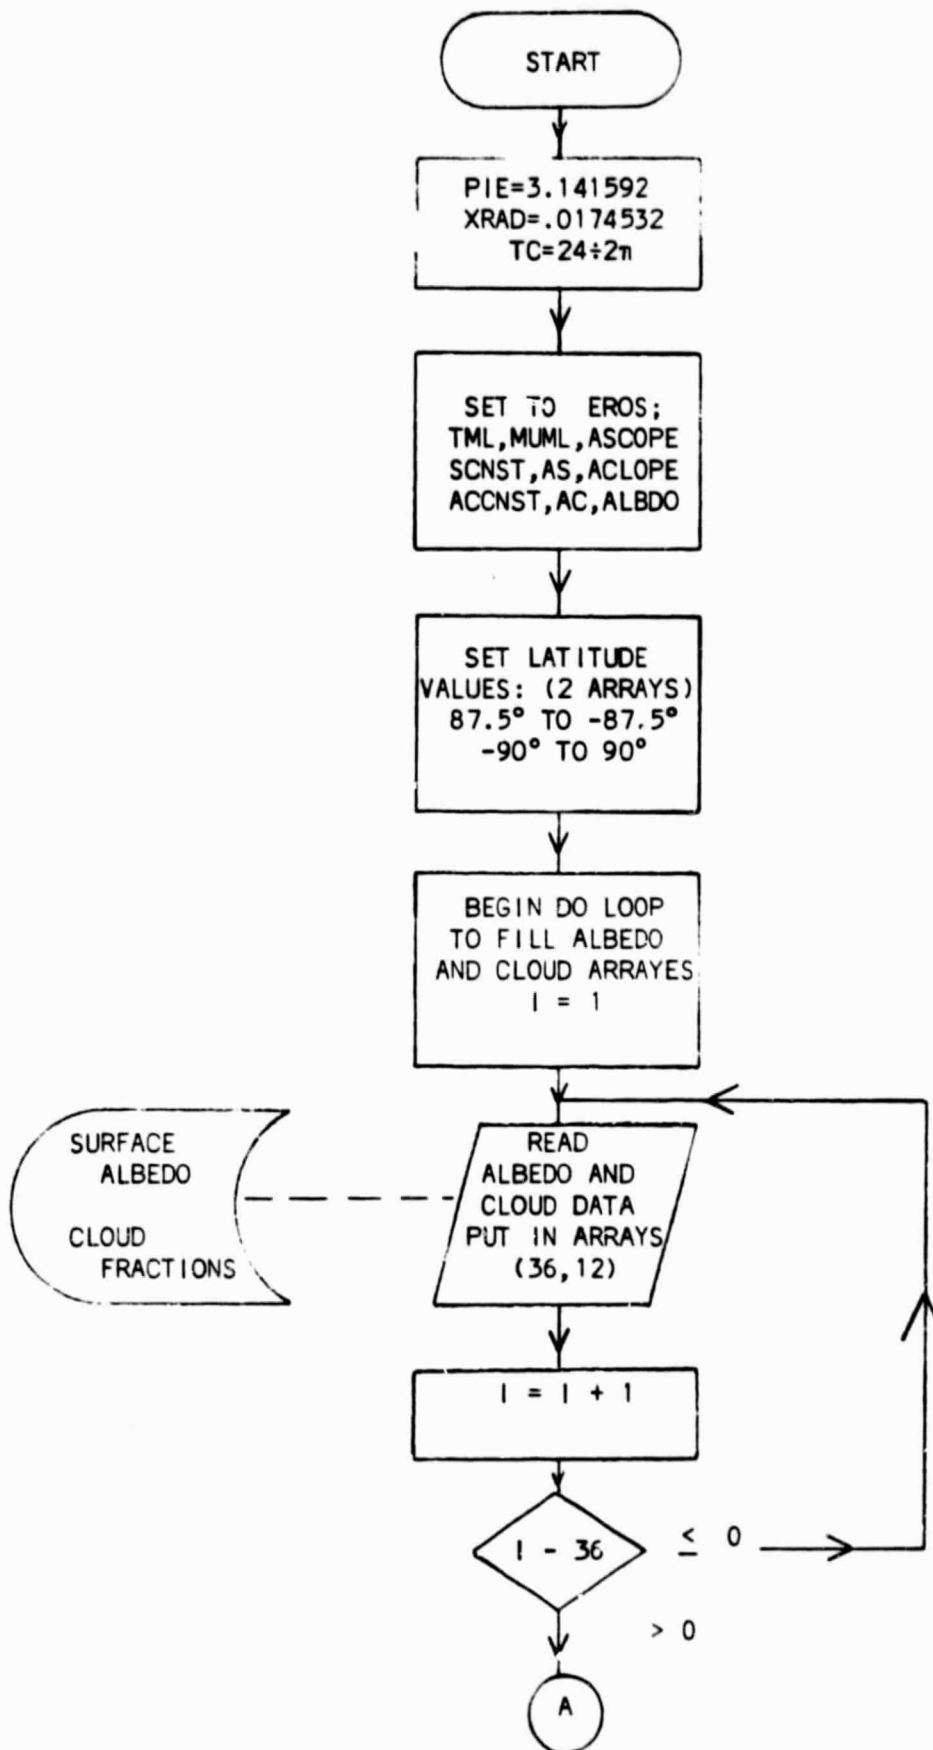 START
PIE=3.141592
XRAD=.0174532
TC=24÷2π
SET TO EROS;
TML,MUML,ASCOPE
SCNST,AS,ACLOPE
ACCNST,AC,ALBDO
SET LATITUDE
VALUES: (2 ARRAYS)
87.5° TO -87.5°
-90° TO 90°
BEGIN DO LOOP
TO FILL ALBEDO
AND CLOUD ARRAYES
I = 1
SURFACE
ALBEDO
CLOUD
FRACTIONS
READ
ALBEDO AND
CLOUD DATA
PUT IN ARRAYS
(36,12)
I = I + 1
I - 36
≤ 0
> 0
A